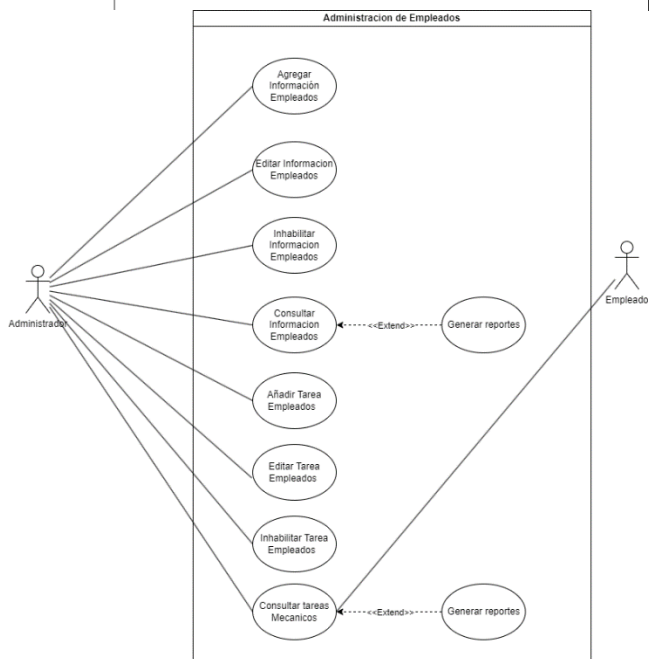 Administracion de Empleados
Agregar
Información
Empleados
Editar Informacion
Empleados
Inhabilitar
Informacion
Empleados
Administrador
Empleado
Consultar
Informacion
Empleados
<<Extend>>
Generar reportes
Añadir Tarea
Empleados
Editar Tarea
Empleados
Inhabilitar Tarea
Empleados
Consultar tareas
Mecanicos
<<Extend>>
Generar reportes